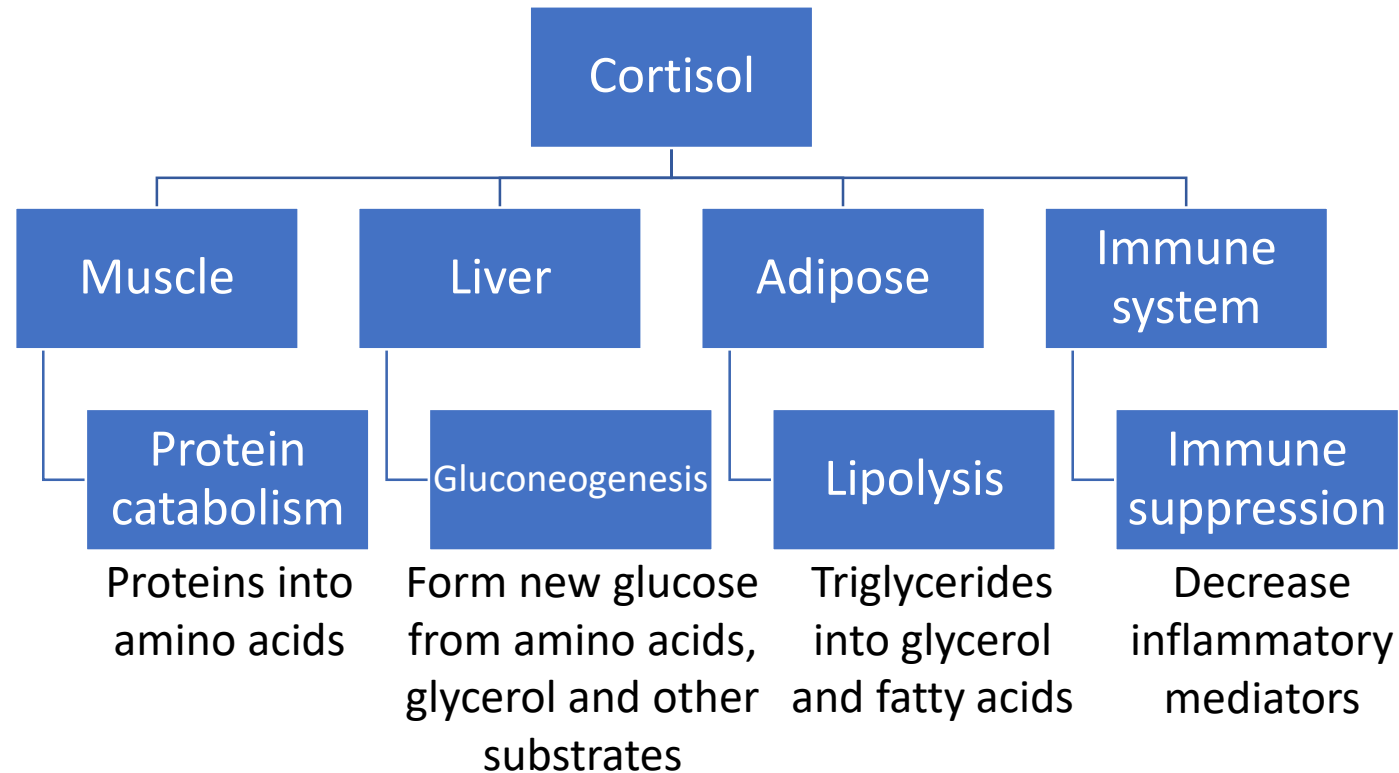 Cortisol
Muscle
Liver
Adipose
Immune
system
Protein
catabolism
Gluconeogenesis
Lipolysis
Immune
suppression
Proteins into
amino acids
Form new glucose
from amino acids,
glycerol and other
substrates
Triglycerides
into glycerol
and fatty acids
Decrease
inflammatory
mediators